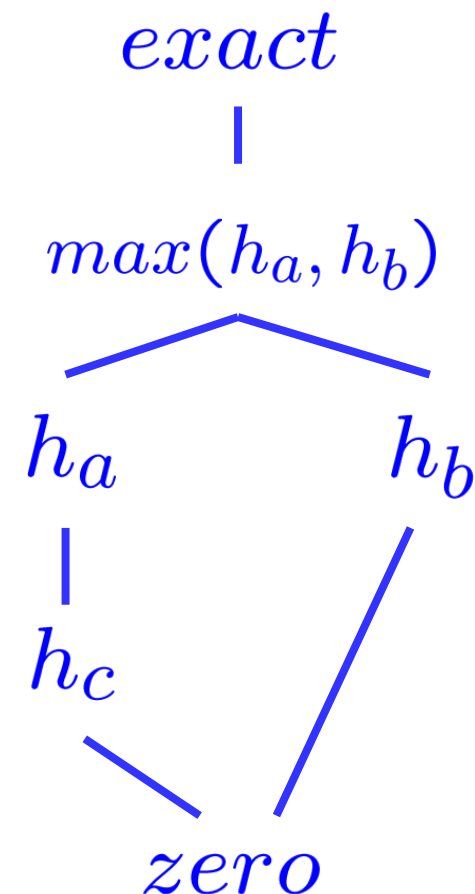 exact
max(h_a, h_b)
h_a h_b
h_c
zero